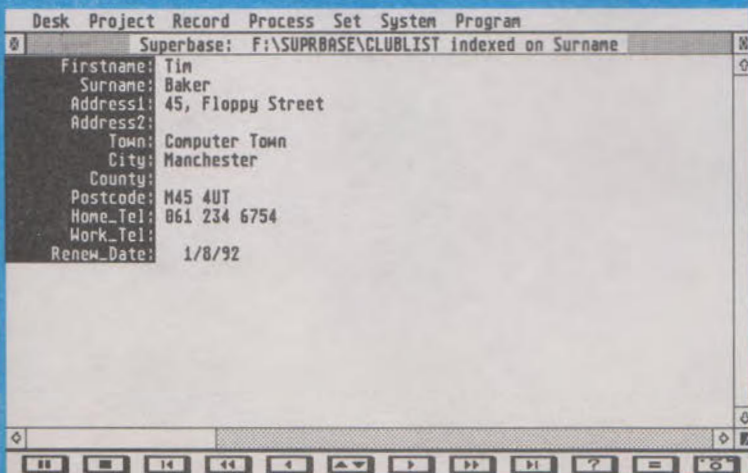 Desk Project Record Process Set System Program
Superbase: F:\SUPRBASE\CLUBLIST indexed on Surname
Firstname: Tim
Surname: Baker
Address1: 45, Floppy Street
Address2:
Town: Computer Town
City: Manchester
County:
Postcode: M45 4UT
Home_Tel: 061 234 6754
Work_Tel:
Renew_Date: 1/8/92
?
=